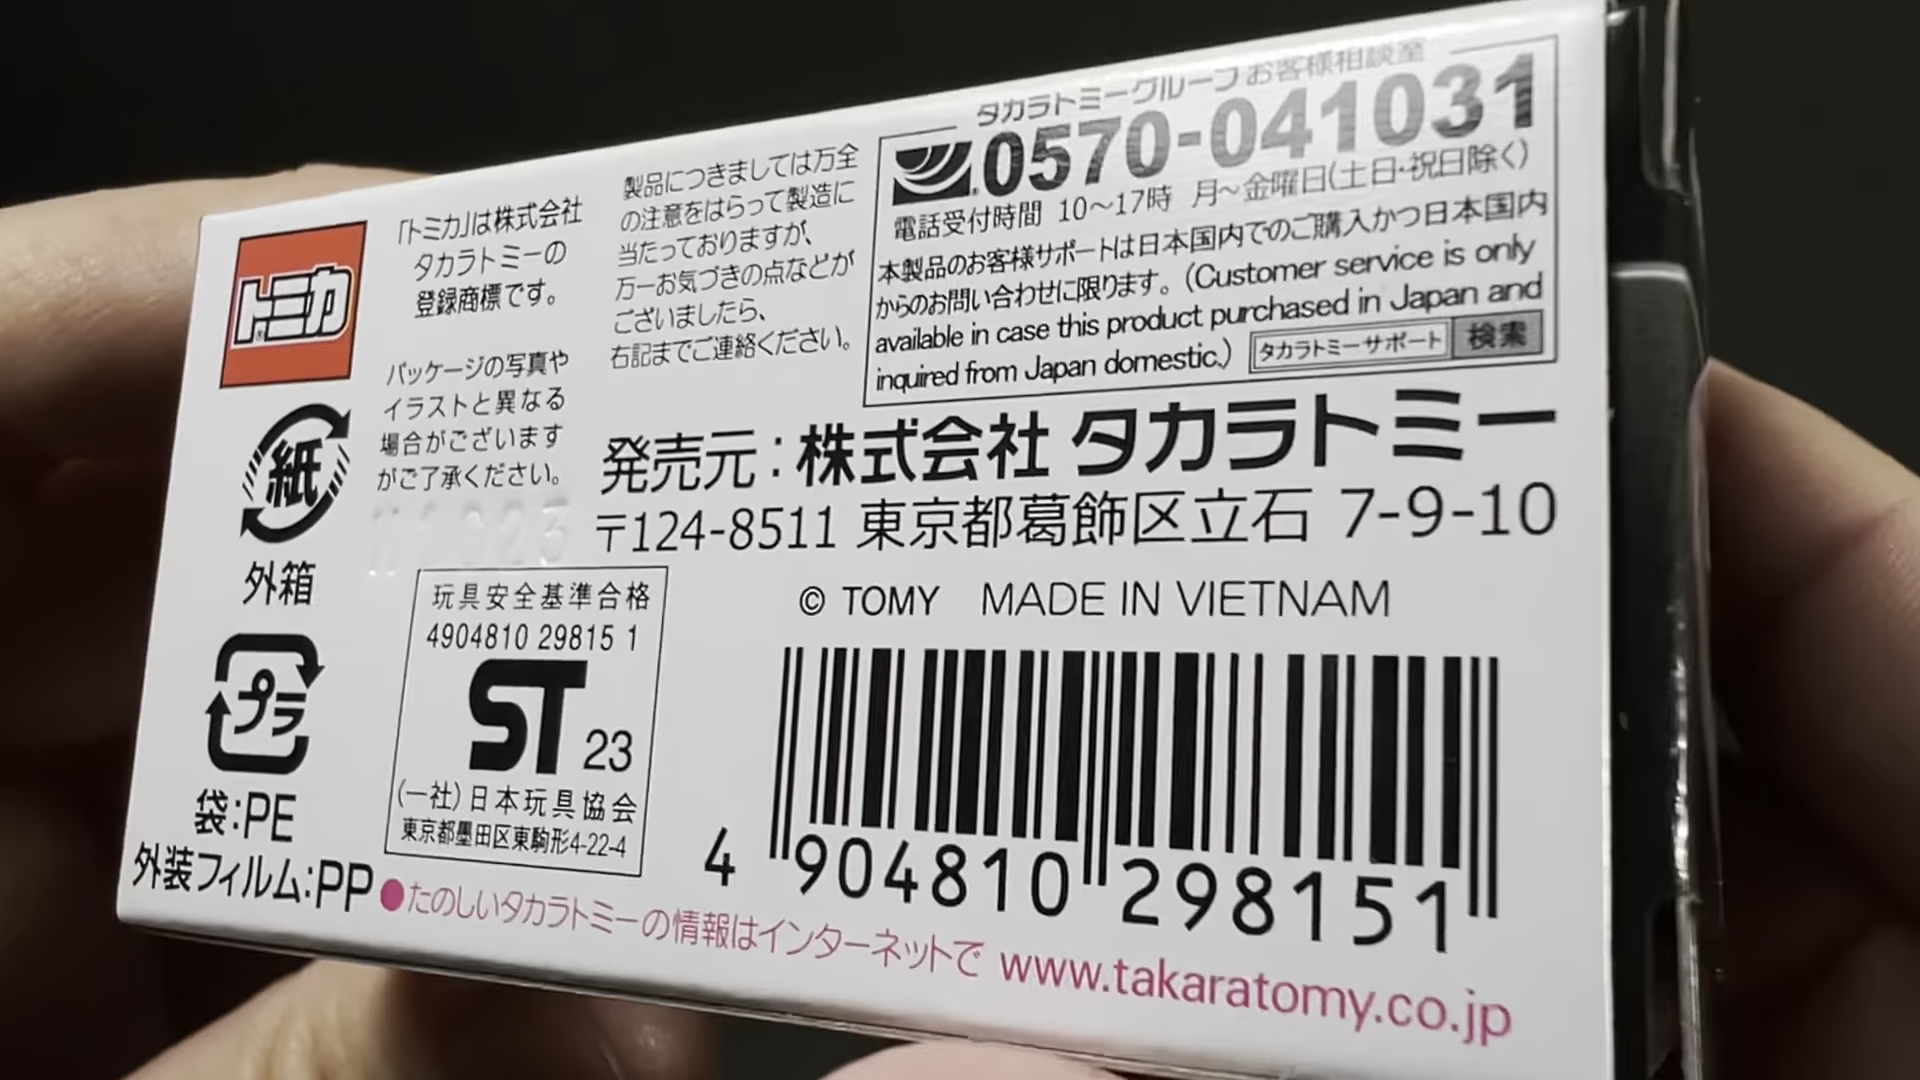 トミカ
「トミカ」は株式会社
タカラトミーの
登録商標です。
パッケージの写真や
イラストと異なる
場合がございます
がご了承ください。
製品につきましては万全
の注意をはらって製造に
当たっておりますが、
万一お気づきの点などが
ございましたら、
右記までご連絡ください。
タカラトミーグループお客様相談室
0570-041031
電話受付時間 10〜17時 月〜金曜日(土日・祝日除く)
本製品のお客様サポートは日本国内でのご購入かつ日本国内
からのお問い合わせに限ります。(Customer service is only
available in case this product purchased in Japan and
inquired from Japan domestic.) タカラトミーサポート 検索
発売元:株式会社 タカラトミー
〒124-8511 東京都葛飾区立石 7-9-10
© TOMY MADE IN VIETNAM
紙
外箱
プラ
袋:PE
外装フィルム:PP
玩具安全基準合格
4904810 29815 1
ST 23
(一社)日本玩具協会
東京都墨田区東駒形4-22-4
4 904810 298151
●たのしいタカラトミーの情報はインターネットで www.takaratomy.co.jp